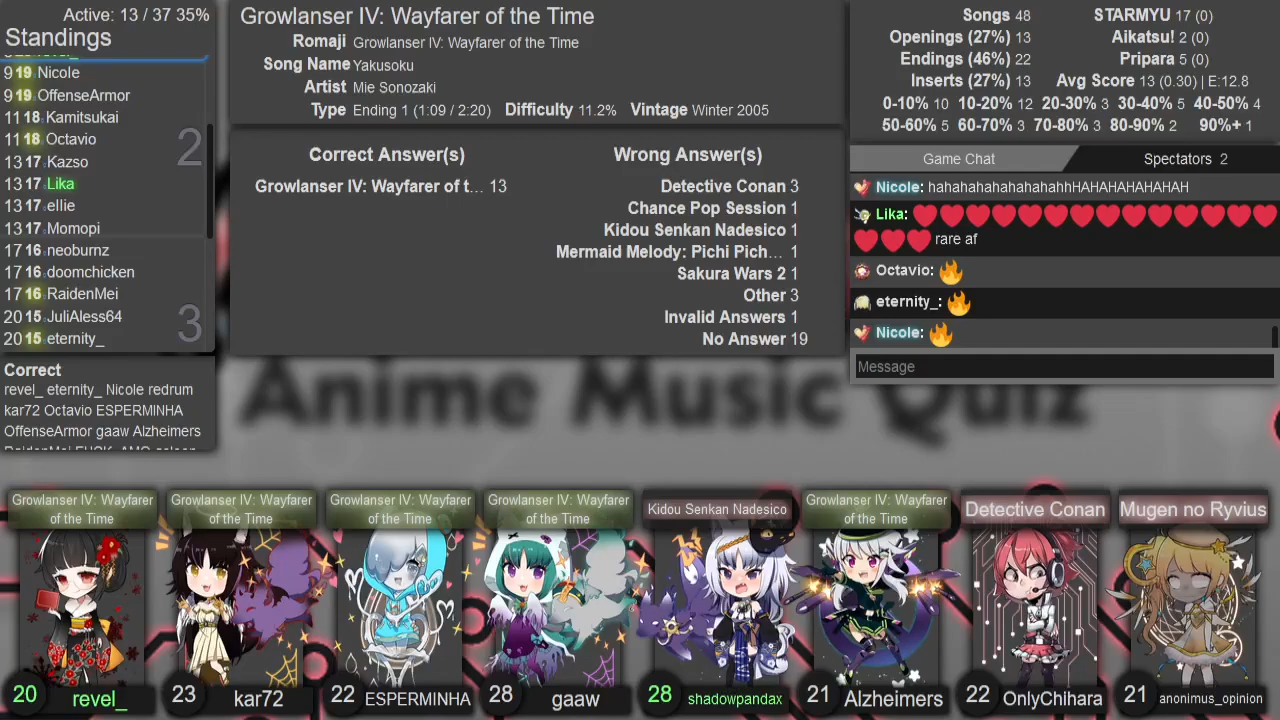 Active: 13 / 37 35%
Standings
9 19 Nicole
9 19 OffenseArmor
11 18 Kamitsukai
11 18 Octavio
2
13 17 Kazso
13 17 Lika
13 17 ellie
13 17 Momopi
17 16 neoburnz
17 16 doomchicken
17 16 RaidenMei
20 15 JuliAless64
3
20 15 eternity_
Correct
revel_ eternity_ Nicole redrum
kar72 Octavio ESPERMINHA
OffenseArmor gaaw Alzheimers
Growlanser IV: Wayfarer of the Time
Romaji Growlanser IV: Wayfarer of the Time
Song Name Yakusoku
Artist Mie Sonozaki
Type Ending 1 (1:09 / 2:20) Difficulty 11.2% Vintage Winter 2005
Correct Answer(s)
Growlanser IV: Wayfarer of t... 13
Wrong Answer(s)
Detective Conan 3
Chance Pop Session 1
Kidou Senkan Nadesico 1
Mermaid Melody: Pichi Pich... 1
Sakura Wars 2 1
Other 3
Invalid Answers 1
No Answer 19
Songs 48 STARMYU 17 (0)
Openings (27%) 13 Aikatsu! 2 (0)
Endings (46%) 22 Pripara 5 (0)
Inserts (27%) 13 Avg Score 13 (0.30) | E:12.8
0-10% 10 10-20% 12 20-30% 3 30-40% 5 40-50% 4
50-60% 5 60-70% 3 70-80% 3 80-90% 2 90%+ 1
Game Chat Spectators 2
Nicole: hahahahahahahahahhHAHAHAHAHAH
Lika: ❤❤❤❤❤❤❤❤❤❤❤❤❤❤
❤❤❤ rare af
Octavio: 🔥
eternity_: 🔥
Nicole: 🔥
Message
Anime Music Quiz
Growlanser IV: Wayfarer
of the Time
Growlanser IV: Wayfarer
of the Time
Growlanser IV: Wayfarer
of the Time
Growlanser IV: Wayfarer
of the Time
Kidou Senkan Nadesico
Growlanser IV: Wayfarer
of the Time
Detective Conan
Mugen no Ryvius
20 revel_
23 kar72
22 ESPERMINHA
28 gaaw
28 shadowpandax
21 Alzheimers
22 OnlyChihara
21 anonimus_opinion